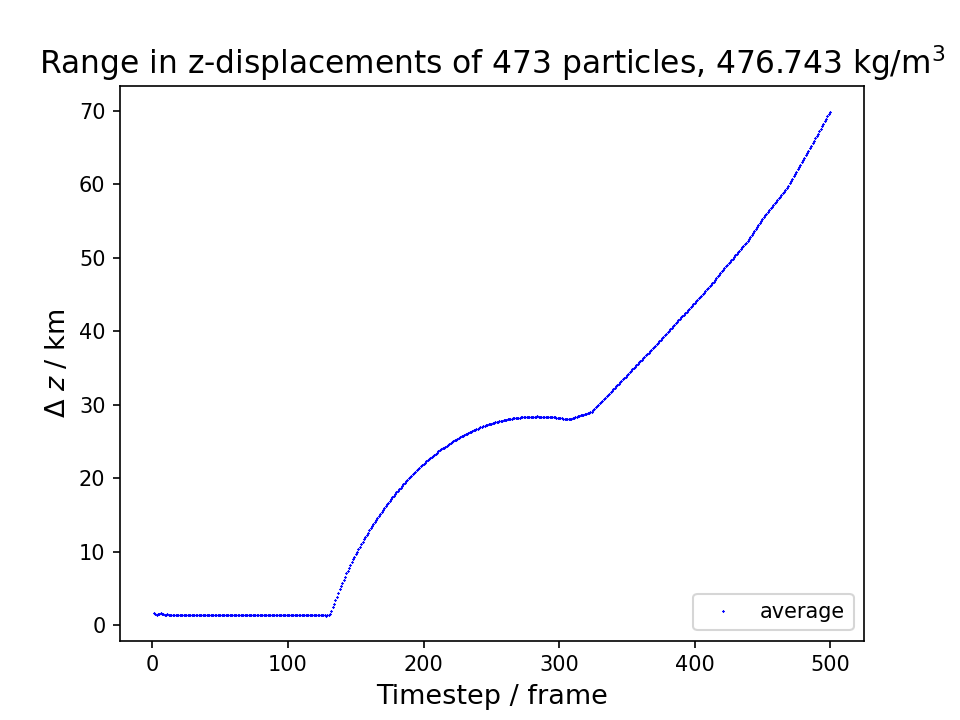 Range in z-displacements of 473 particles, 476.743 kg/m³
70
60
50
40
30
20
10
0
Δ z / km
0 100 200 300 400 500
Timestep / frame
average